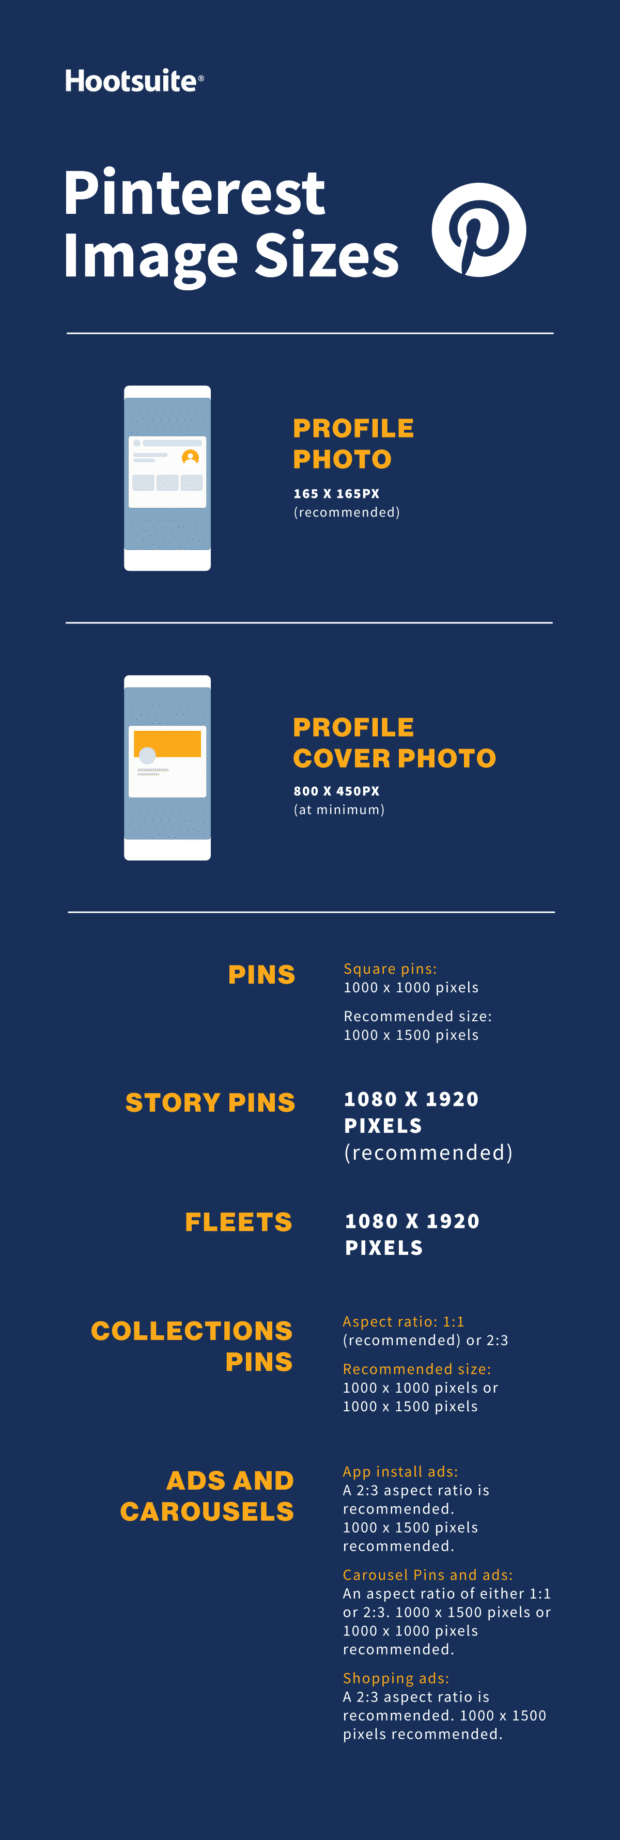 Hootsuite®
Pinterest
Image Sizes
PROFILE
PHOTO
165 X 165PX
(recommended)
PROFILE
COVER PHOTO
800 X 450PX
(at minimum)
PINS
Square pins:
1000 x 1000 pixels
Recommended size:
1000 x 1500 pixels
STORY PINS
1080 X 1920
PIXELS
(recommended)
FLEETS
1080 X 1920
PIXELS
COLLECTIONS
PINS
Aspect ratio: 1:1
(recommended) or 2:3
Recommended size:
1000 x 1000 pixels or
1000 x 1500 pixels
ADS AND
CAROUSELS
App install ads:
A 2:3 aspect ratio is
recommended.
1000 x 1500 pixels
recommended.
Carousel Pins and ads:
An aspect ratio of either 1:1
or 2:3. 1000 x 1500 pixels or
1000 x 1000 pixels
recommended.
Shopping ads:
A 2:3 aspect ratio is
recommended. 1000 x 1500
pixels recommended.